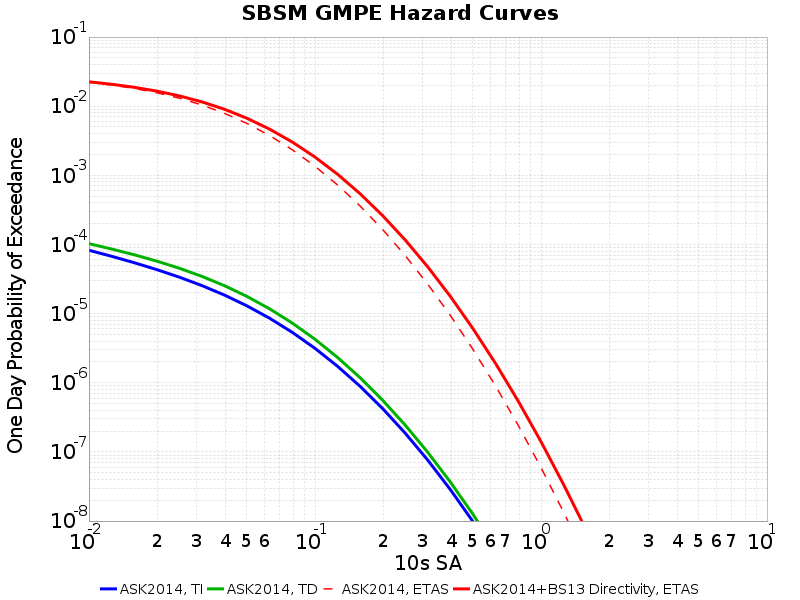 SBSM GMPE Hazard Curves
One Day Probability of Exceedance
10^-1
10^-2
10^-3
10^-4
10^-5
10^-6
10^-7
10^-8
10^-2 2 3 4 5 6 10^-1 2 3 4 5 6 7 10^0 2 3 4 5 6 7 10^1
10s SA
ASK2014, TI ASK2014, TD ASK2014, ETAS ASK2014+BS13 Directivity, ETAS